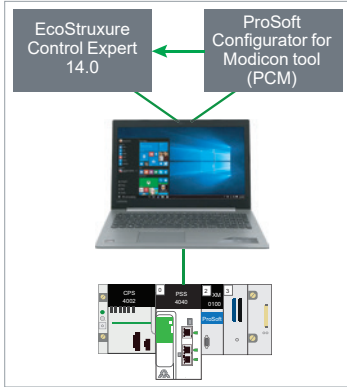 EcoStruxure
Control Expert
14.0
ProSoft
Configurator for
Modicon tool
(PCM)
CPS
4002
0
PSS
4040
2
XM
0100
ProSoft
3